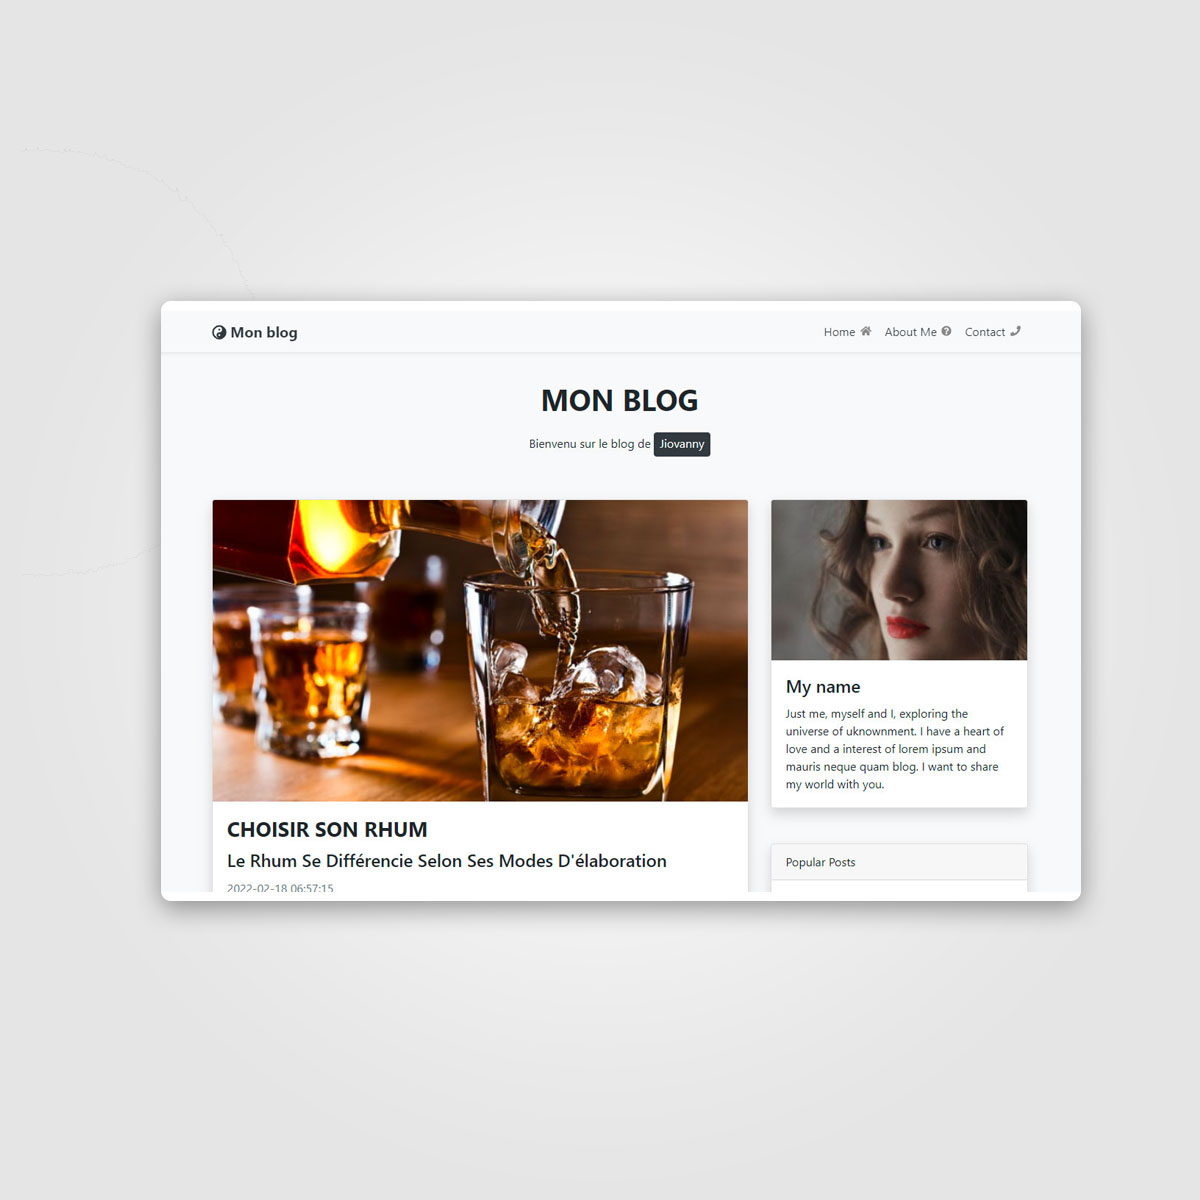 Mon blog
Home
About Me
Contact
MON BLOG
Bienvenu sur le blog de Jiovanny
CHOISIR SON RHUM
Le Rhum Se Différencie Selon Ses Modes D'élaboration
2022-02-18 06:57:15
My name
Just me, myself and I, exploring the
universe of uknownment. I have a heart of
love and a interest of lorem ipsum and
mauris neque quam blog. I want to share
my world with you.
Popular Posts